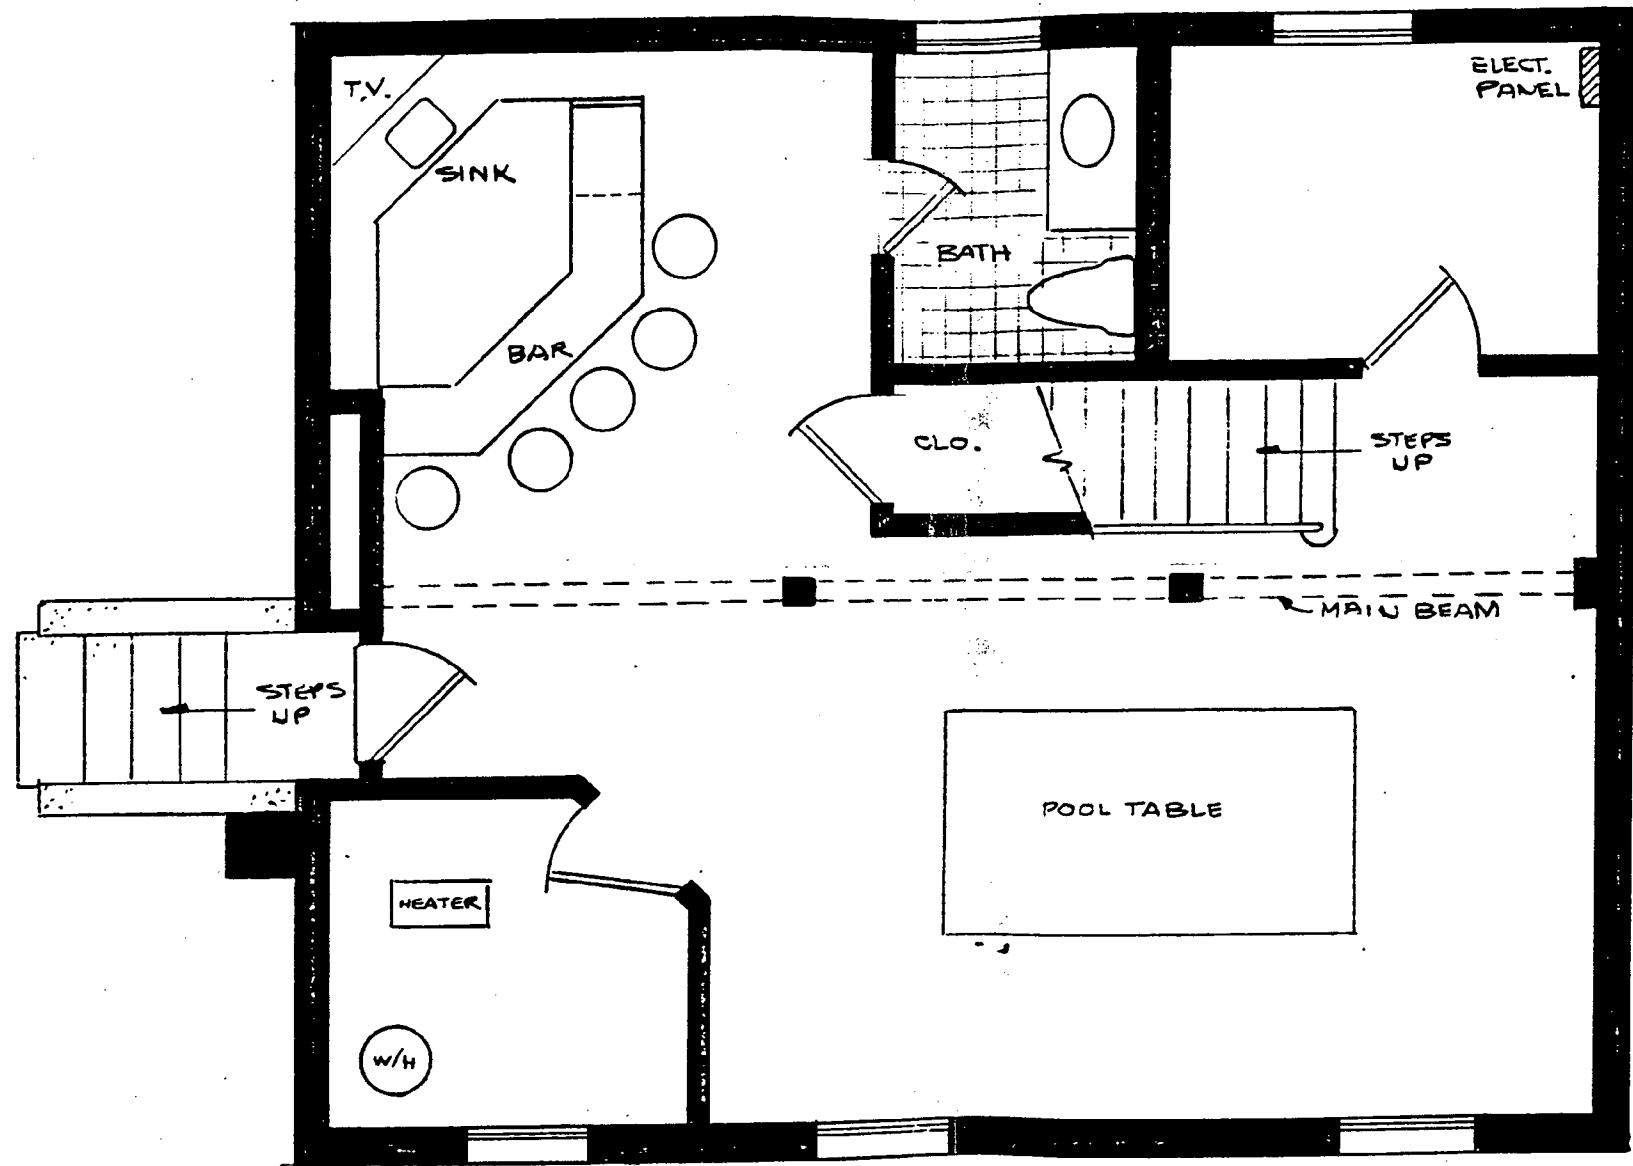 T.V.
SINK
BAR
BATH
ELECT.
PANEL
CLO.
STEPS
UP
MAIN BEAM
STEPS
UP
POOL TABLE
HEATER
W/H